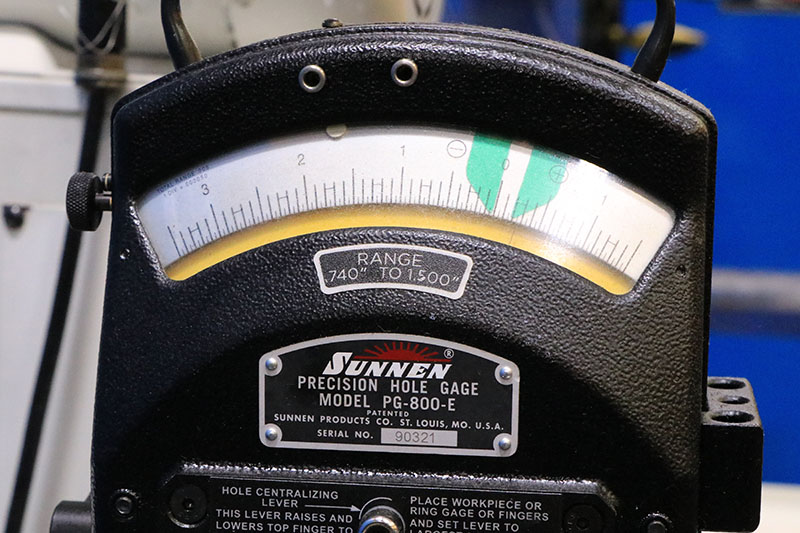 3 2 1 0
RANGE
.740" TO 1.500"
SUNNEN®
PRECISION HOLE GAGE
MODEL PG-800-E
PATENTED
SUNNEN PRODUCTS CO. ST. LOUIS, MO. U.S.A.
SERIAL NO. 90321
HOLE CENTRALIZING
LEVER
THIS LEVER RAISES AND
LOWERS TOP FINGER TO
PLACE WORKPIECE OR
RING GAGE OR FINGERS
AND SET LEVER TO